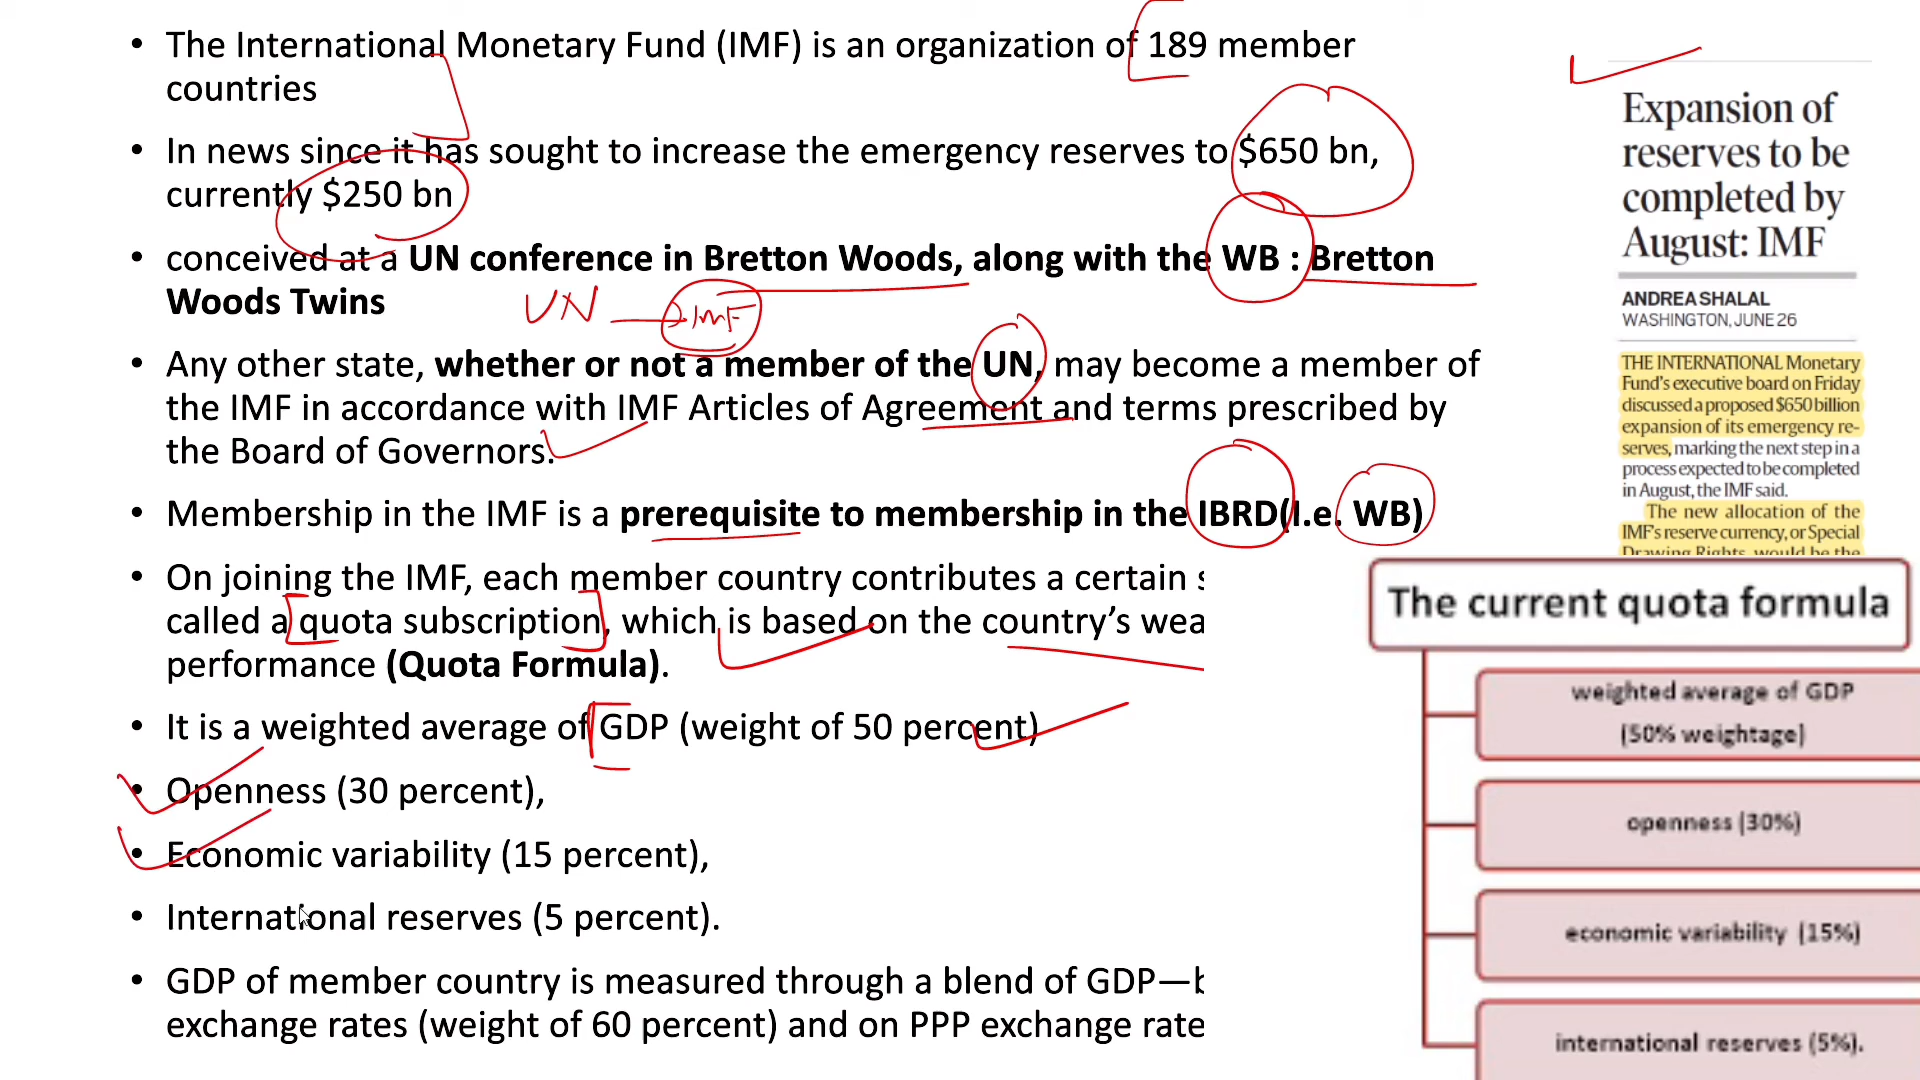 • The International Monetary Fund (IMF) is an organization of 189 member
countries
• In news since it has sought to increase the emergency reserves to $650 bn,
currently $250 bn
• conceived at a UN conference in Bretton Woods, along with the WB : Bretton
Woods Twins
UN IMF
• Any other state, whether or not a member of the UN, may become a member of
the IMF in accordance with IMF Articles of Agreement and terms prescribed by
the Board of Governors.
• Membership in the IMF is a prerequisite to membership in the IBRD(I.e. WB)
• On joining the IMF, each member country contributes a certain
called a quota subscription, which is based on the country’s
performance (Quota Formula).
• It is a weighted average of GDP (weight of 50 percent)
• Openness (30 percent),
• Economic variability (15 percent),
• International reserves (5 percent).
• GDP of member country is measured through a blend of GDP—
exchange rates (weight of 60 percent) and on PPP exchange rate
Expansion of
reserves to be
completed by
August: IMF
ANDREA SHALAL
WASHINGTON, JUNE 26
THE INTERNATIONAL Monetary
Fund's executive board on Friday
discussed a proposed $650 billion
expansion of its emergency re-
serves, marking the next step in a
process expected to be completed
in August, the IMF said.
The new allocation of the
IMF's reserve currency, or Special
Drawing Rights, would be the
The current quota formula
weighted average of GDP
(50% weightage)
openness (30%)
economic variability (15%)
international reserves (5%).